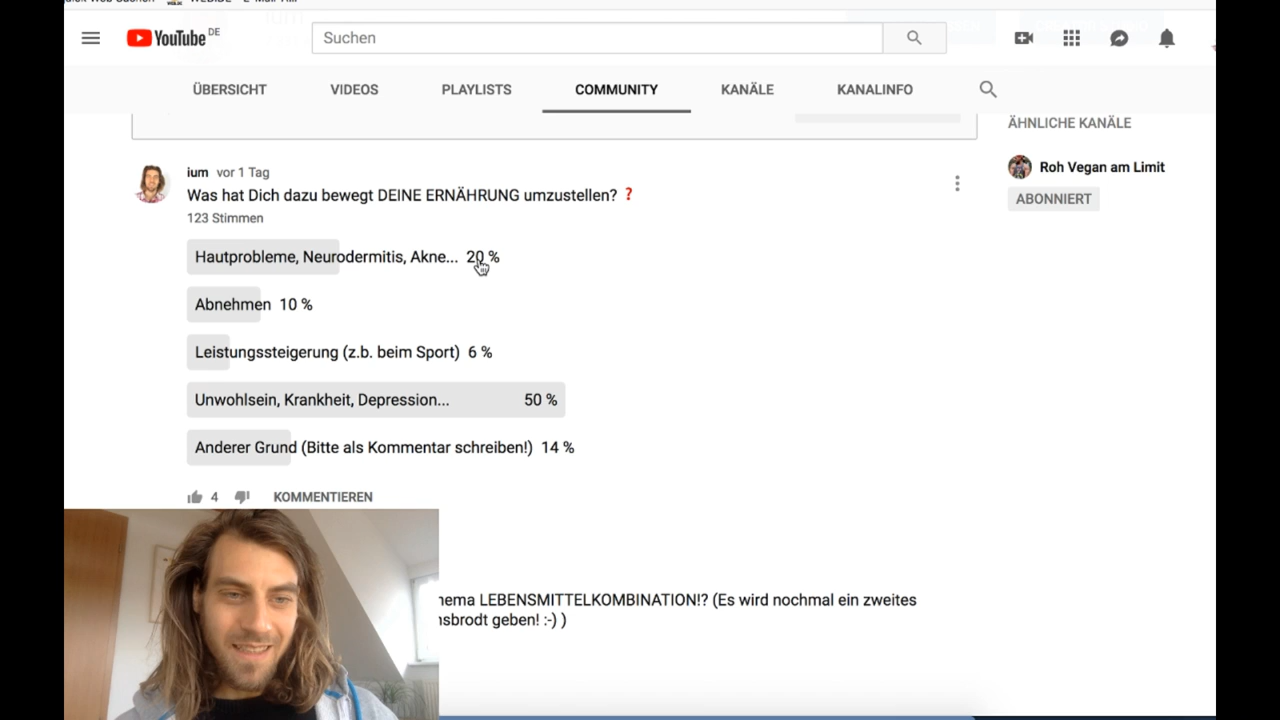 YouTube DE
Suchen
ÜBERSICHT
VIDEOS
PLAYLISTS
COMMUNITY
KANÄLE
KANALINFO
ÄHNLICHE KANÄLE
Roh Vegan am Limit
ABONNIERT
ium vor 1 Tag
Was hat Dich dazu bewegt DEINE ERNÄHRUNG umzustellen? ❓
123 Stimmen
Hautprobleme, Neurodermitis, Akne... 20 %
Abnehmen 10 %
Leistungssteigerung (z.b. beim Sport) 6 %
Unwohlsein, Krankheit, Depression... 50 %
Anderer Grund (Bitte als Kommentar schreiben!) 14 %
4 KOMMENTIEREN
LEBENSMITTELKOMBINATION!? (Es wird nochmal ein zweites
geben! :-) )